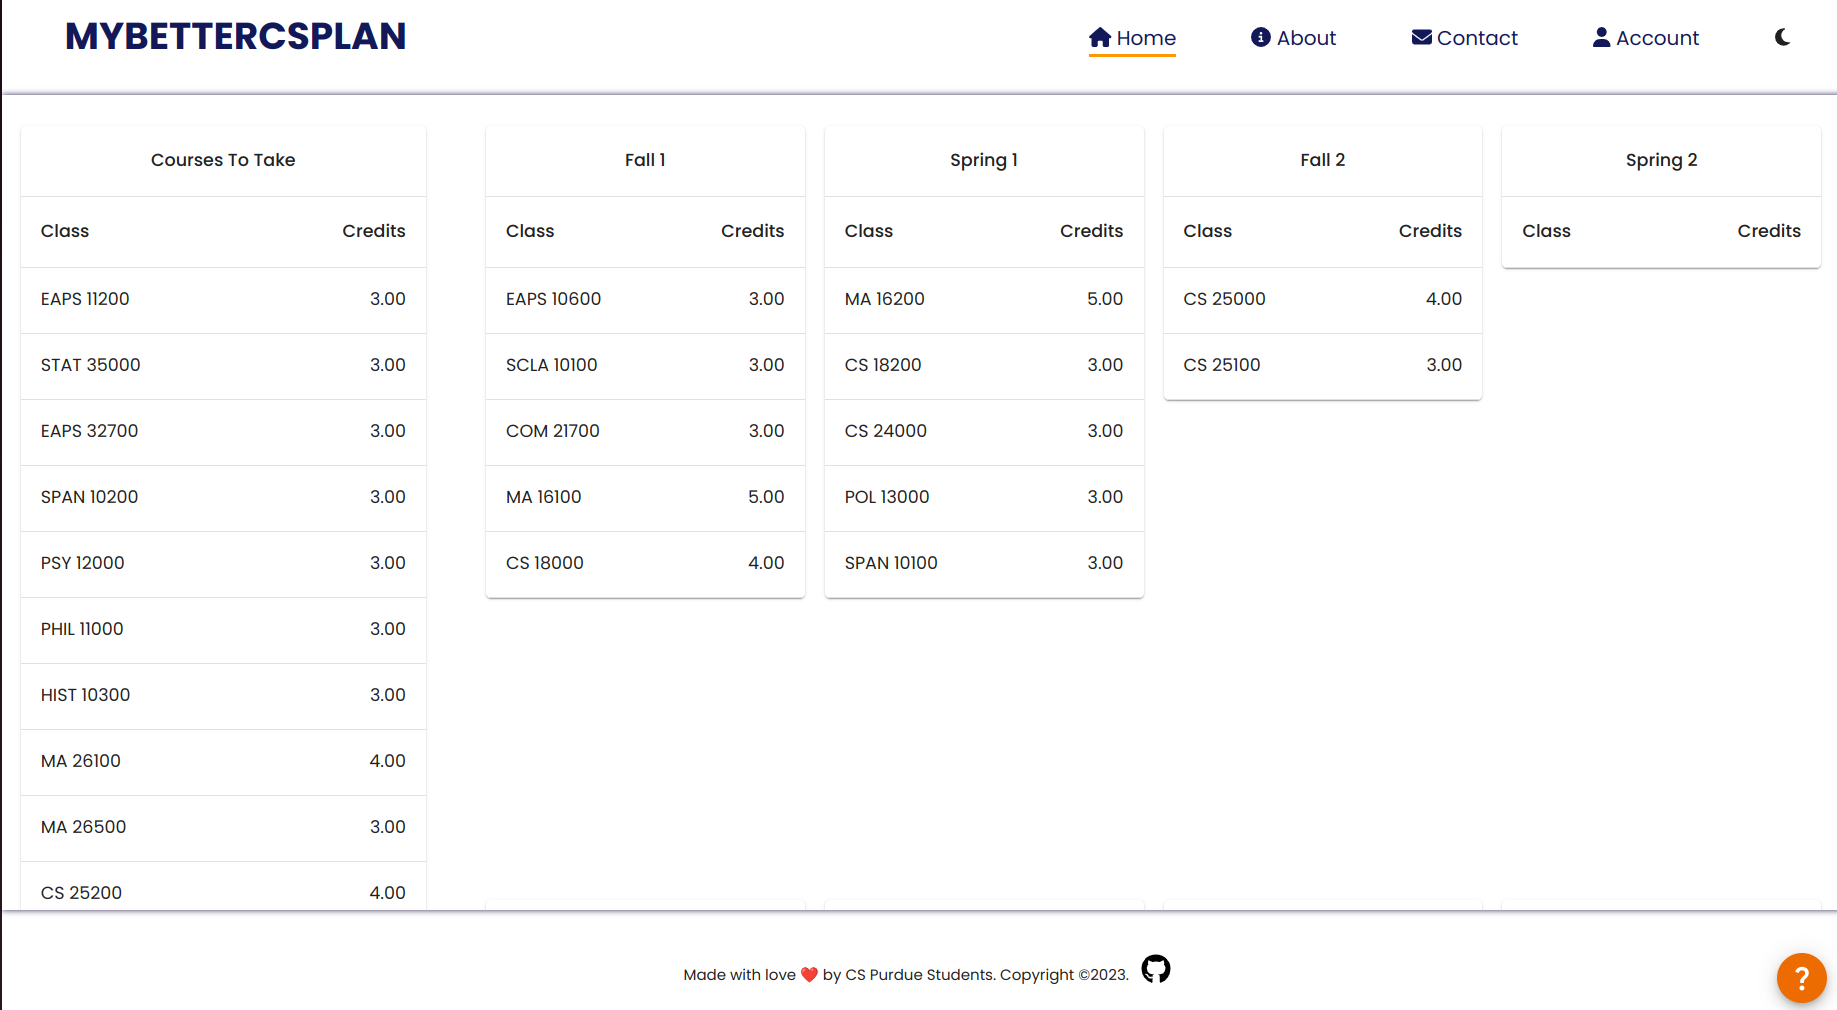 MYBETTERCSPLAN
Home About Contact Account
Courses To Take
Class Credits
EAPS 11200 3.00
STAT 35000 3.00
EAPS 32700 3.00
SPAN 10200 3.00
PSY 12000 3.00
PHIL 11000 3.00
HIST 10300 3.00
MA 26100 4.00
MA 26500 3.00
CS 25200 4.00
Fall 1
Class Credits
EAPS 10600 3.00
SCLA 10100 3.00
COM 21700 3.00
MA 16100 5.00
CS 18000 4.00
Spring 1
Class Credits
MA 16200 5.00
CS 18200 3.00
CS 24000 3.00
POL 13000 3.00
SPAN 10100 3.00
Fall 2
Class Credits
CS 25000 4.00
CS 25100 3.00
Spring 2
Class Credits
Made with love ❤️ by CS Purdue Students. Copyright ©2023.
?